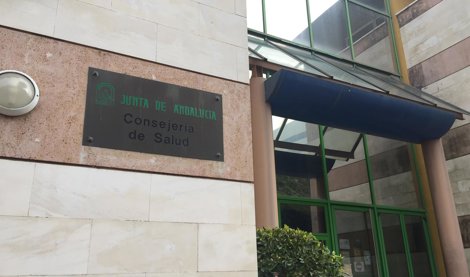 JUNTA DE ANDALUCIA
Consejería
de Salud